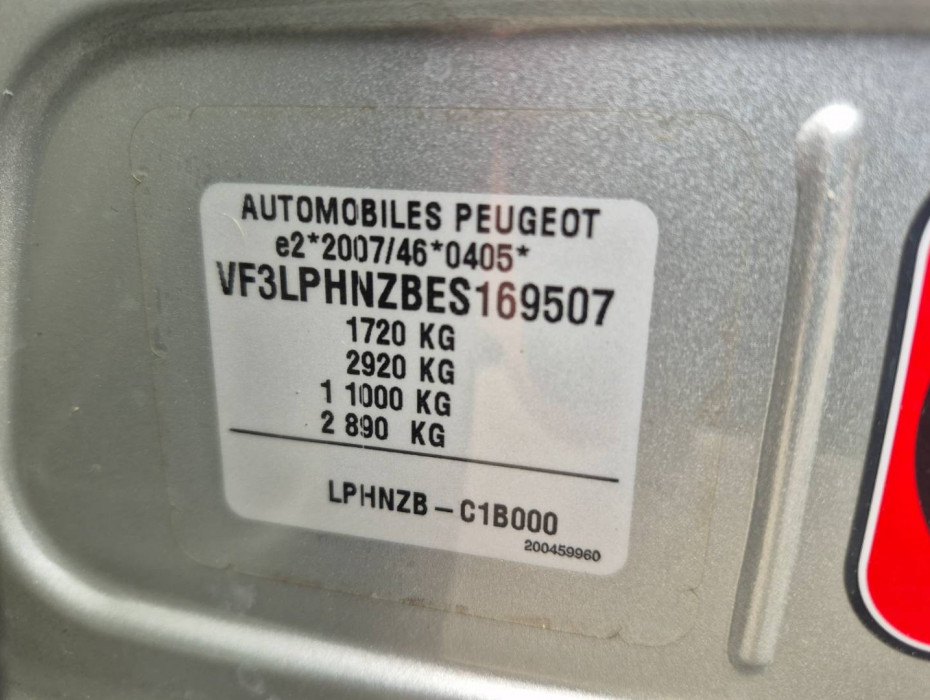 AUTOMOBILES PEUGEOT
e2*2007/46*0405*
VF3LPHNZBES169507
1720 KG
2920 KG
1 1000 KG
2 890 KG
LPHNZB-C1B000
200459960